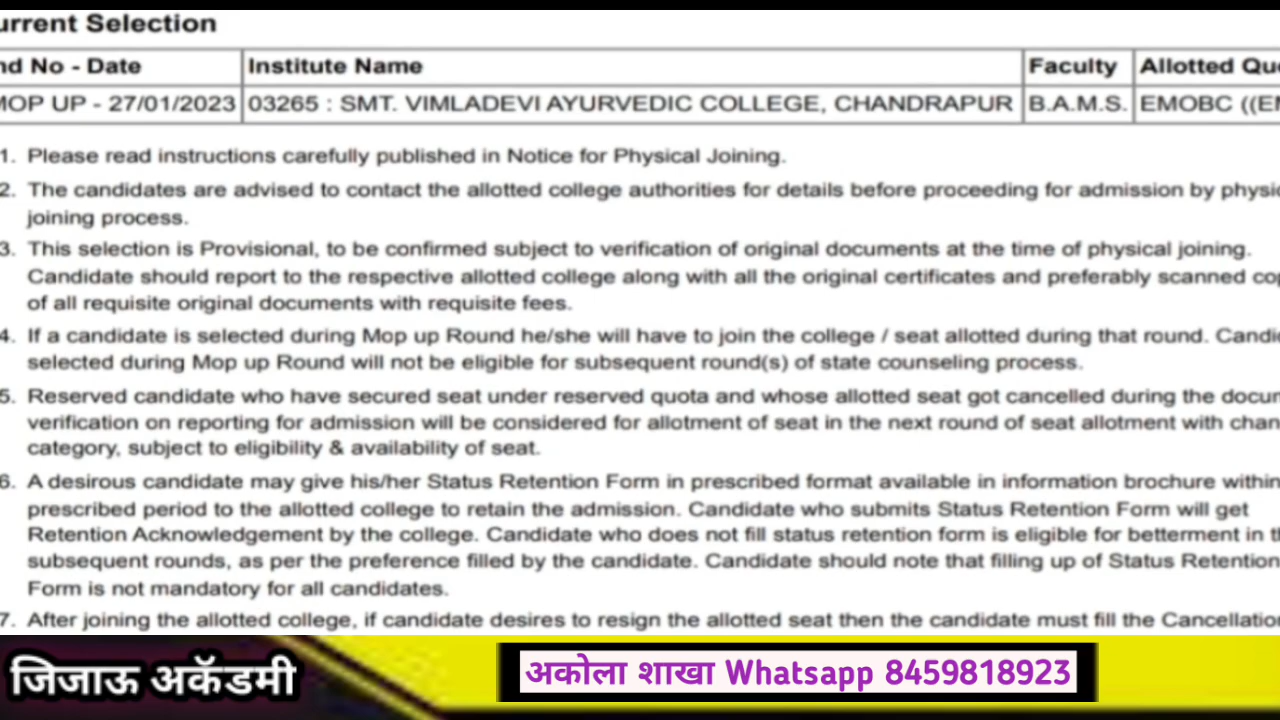 urrent Selection
nd No - Date Institute Name Faculty Allotted Qu
MOP UP - 27/01/2023 03265 : SMT. VIMLADEVI AYURVEDIC COLLEGE, CHANDRAPUR B.A.M.S. EMOBC ((E
1. Please read instructions carefully published in Notice for Physical Joining.
2. The candidates are advised to contact the allotted college authorities for details before proceeding for admission by physi
joining process.
3. This selection is Provisional, to be confirmed subject to verification of original documents at the time of physical joining.
Candidate should report to the respective allotted college along with all the original certificates and preferably scanned co
of all requisite original documents with requisite fees.
4. If a candidate is selected during Mop up Round he/she will have to join the college / seat allotted during that round. Candi
selected during Mop up Round will not be eligible for subsequent round(s) of state counseling process.
5. Reserved candidate who have secured seat under reserved quota and whose allotted seat got cancelled during the docu
verification on reporting for admission will be considered for allotment of seat in the next round of seat allotment with chan
category, subject to eligibility & availability of seat.
6. A desirous candidate may give his/her Status Retention Form in prescribed format available in information brochure within
prescribed period to the allotted college to retain the admission. Candidate who submits Status Retention Form will get
Retention Acknowledgement by the college. Candidate who does not fill status retention form is eligible for betterment in t
subsequent rounds, as per the preference filled by the candidate. Candidate should note that filling up of Status Retention
Form is not mandatory for all candidates.
7. After joining the allotted college, if candidate desires to resign the allotted seat then the candidate must fill the Cancellatio
जिजाऊ अकॅडमी
अकोला शाखा Whatsapp 8459818923